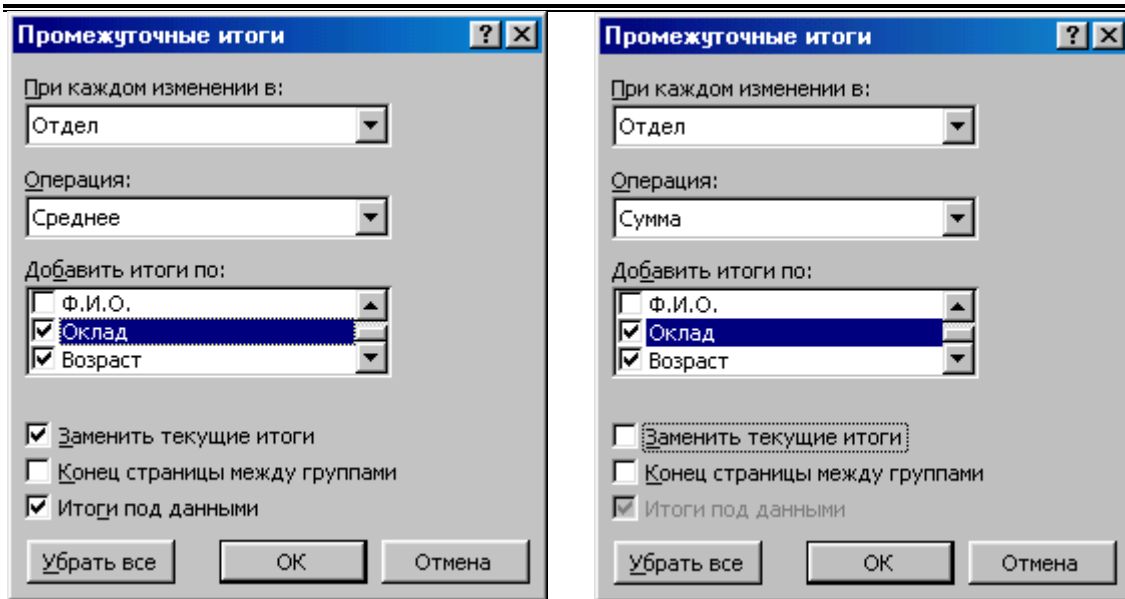 Промежуточные итоги
При каждом изменении в:
Отдел
Операция:
Среднее
Добавить итоги по:
Ф.И.О.
Оклад
Возраст
Заменить текущие итоги
Конец страницы между группами
Итоги под данными
Убрать все
ОК
Отмена
Промежуточные итоги
При каждом изменении в:
Отдел
Операция:
Сумма
Добавить итоги по:
Ф.И.О.
Оклад
Возраст
Заменить текущие итоги
Конец страницы между группами
Итоги под данными
Убрать все
ОК
Отмена